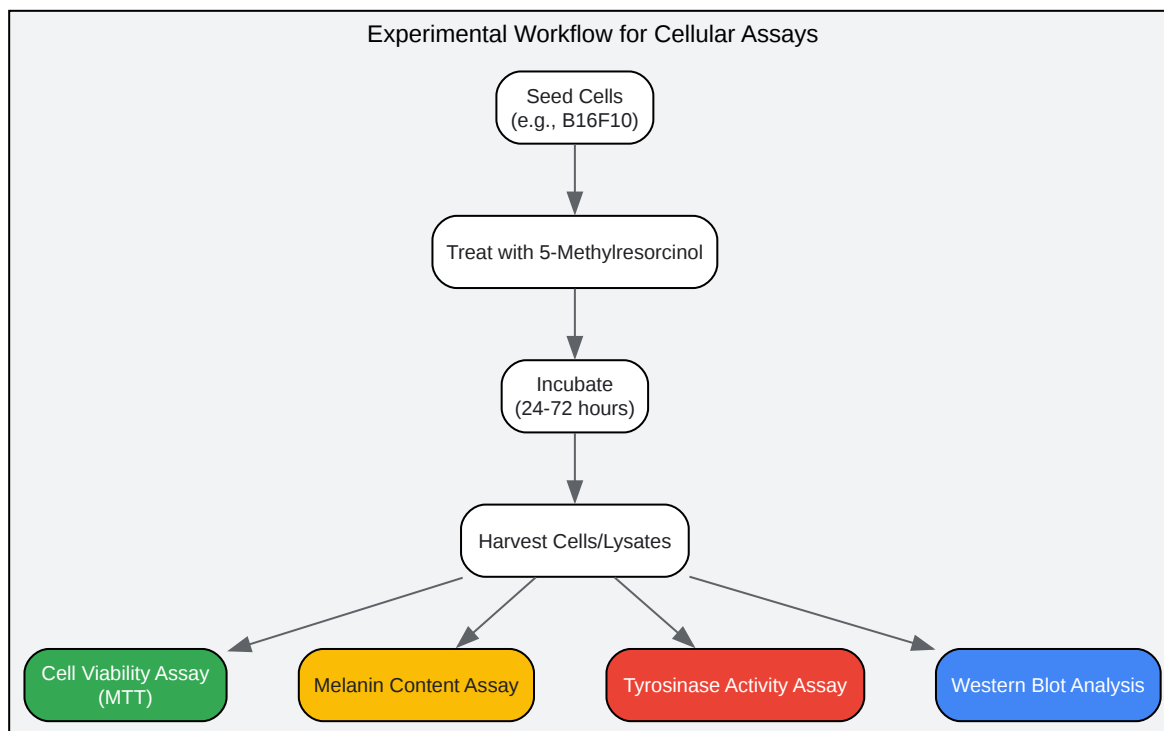 Experimental Workflow for Cellular Assays
Seed Cells
(e.g., B16F10)
Treat with 5-Methylresorcinol
Incubate
(24-72 hours)
Harvest Cells/Lysates
Cell Viability Assay
(MTT)
Melanin Content Assay
Tyrosinase Activity Assay
Western Blot Analysis